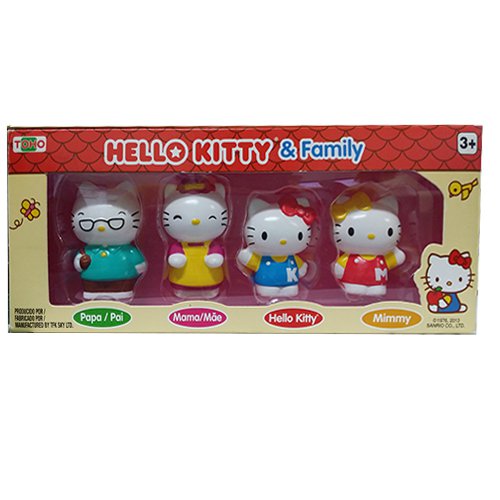 TOMO
HELLO KITTY & Family
3+
K
M
PRODUCIDO POR /
FABRICADO POR /
MANUFACTURED BY TFK SKY LTD.
Papa / Pai
Mama/Mãe
Hello Kitty
Mimmy
©1976, 2013
SANRIO CO., LTD.